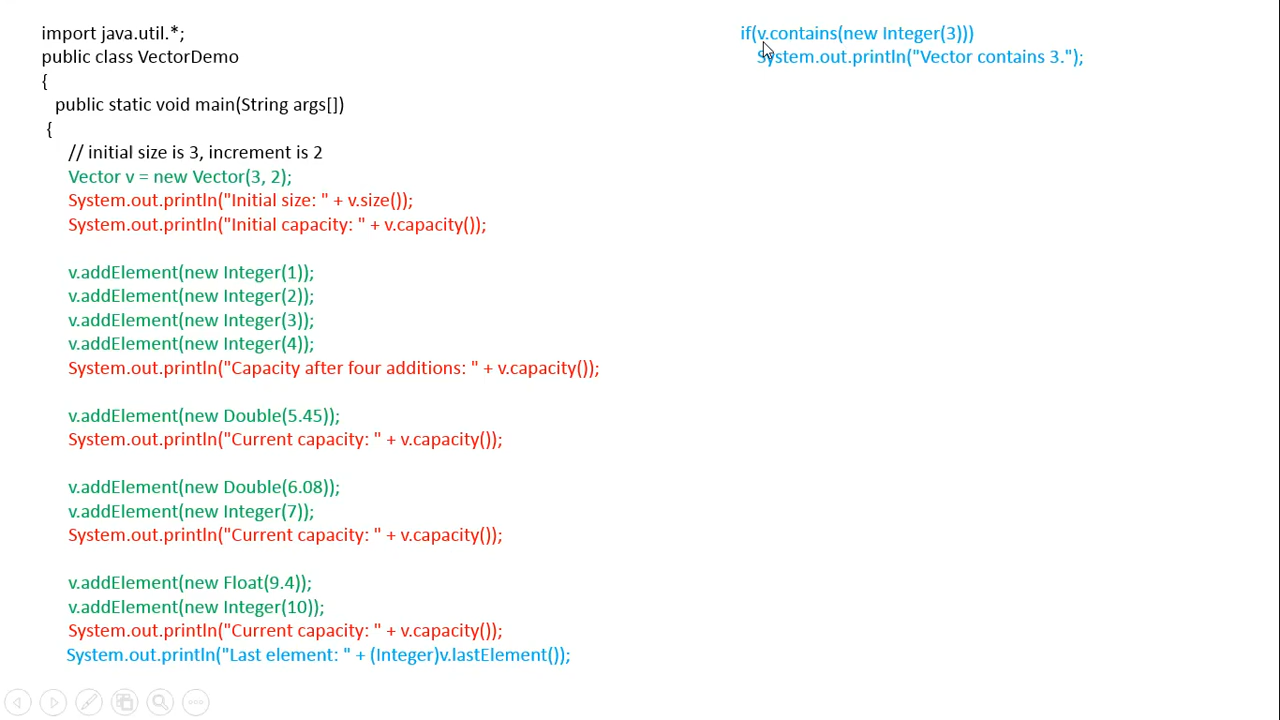 import java.util.*;
public class VectorDemo
{
public static void main(String args[])
{
// initial size is 3, increment is 2
Vector v = new Vector(3, 2);
System.out.println("Initial size: " + v.size());
System.out.println("Initial capacity: " + v.capacity());
v.addElement(new Integer(1));
v.addElement(new Integer(2));
v.addElement(new Integer(3));
v.addElement(new Integer(4));
System.out.println("Capacity after four additions: " + v.capacity());
v.addElement(new Double(5.45));
System.out.println("Current capacity: " + v.capacity());
v.addElement(new Double(6.08));
v.addElement(new Integer(7));
System.out.println("Current capacity: " + v.capacity());
v.addElement(new Float(9.4));
v.addElement(new Integer(10));
System.out.println("Current capacity: " + v.capacity());
System.out.println("Last element: " + (Integer)v.lastElement());
if(v.contains(new Integer(3)))
System.out.println("Vector contains 3.");